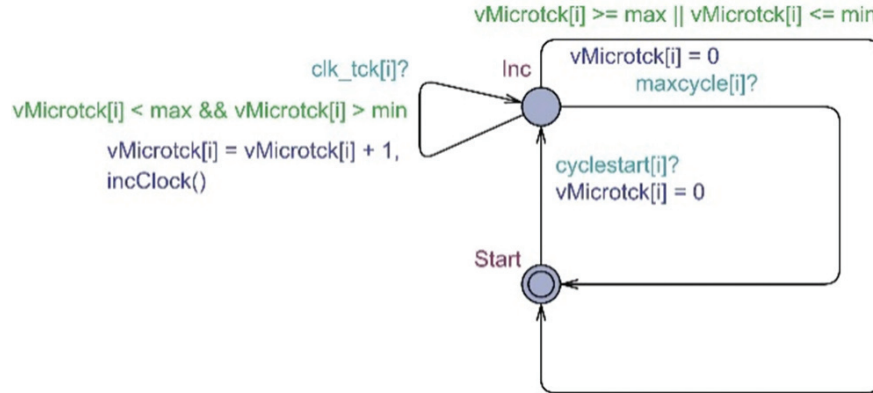 vMicrotck[i] >= max || vMicrotck[i] <= min
vMicrotck[i] = 0
maxcycle[i]?
Inc
clk_tck[i]?
vMicrotck[i] < max && vMicrotck[i] > min
vMicrotck[i] = vMicrotck[i] + 1,
incClock()
cyclestart[i]?
vMicrotck[i] = 0
Start